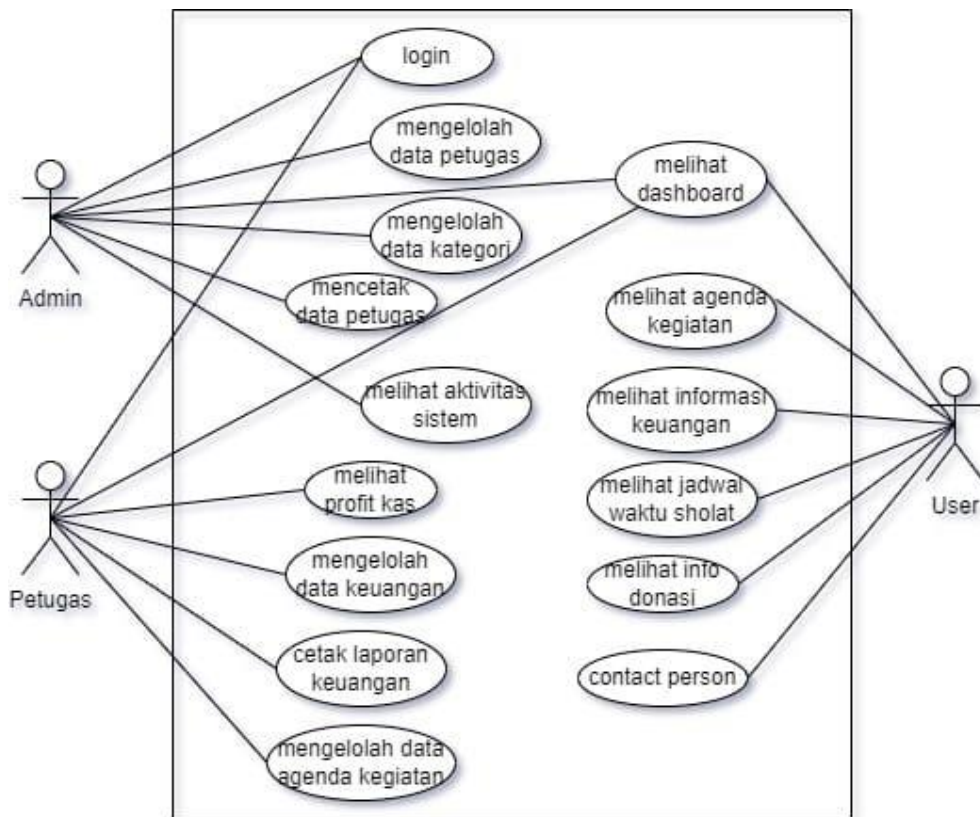 login
mengelolah
data petugas
melihat
dashboard
mengelolah
data kategori
Admin
mencetak
data petugas
melihat agenda
kegiatan
melihat aktivitas
sistem
melihat informasi
keuangan
melihat
profit kas
melihat jadwal
waktu sholat
User
Petugas
mengelolah
data keuangan
melihat info
donasi
cetak laporan
keuangan
contact person
mengelolah data
agenda kegiatan